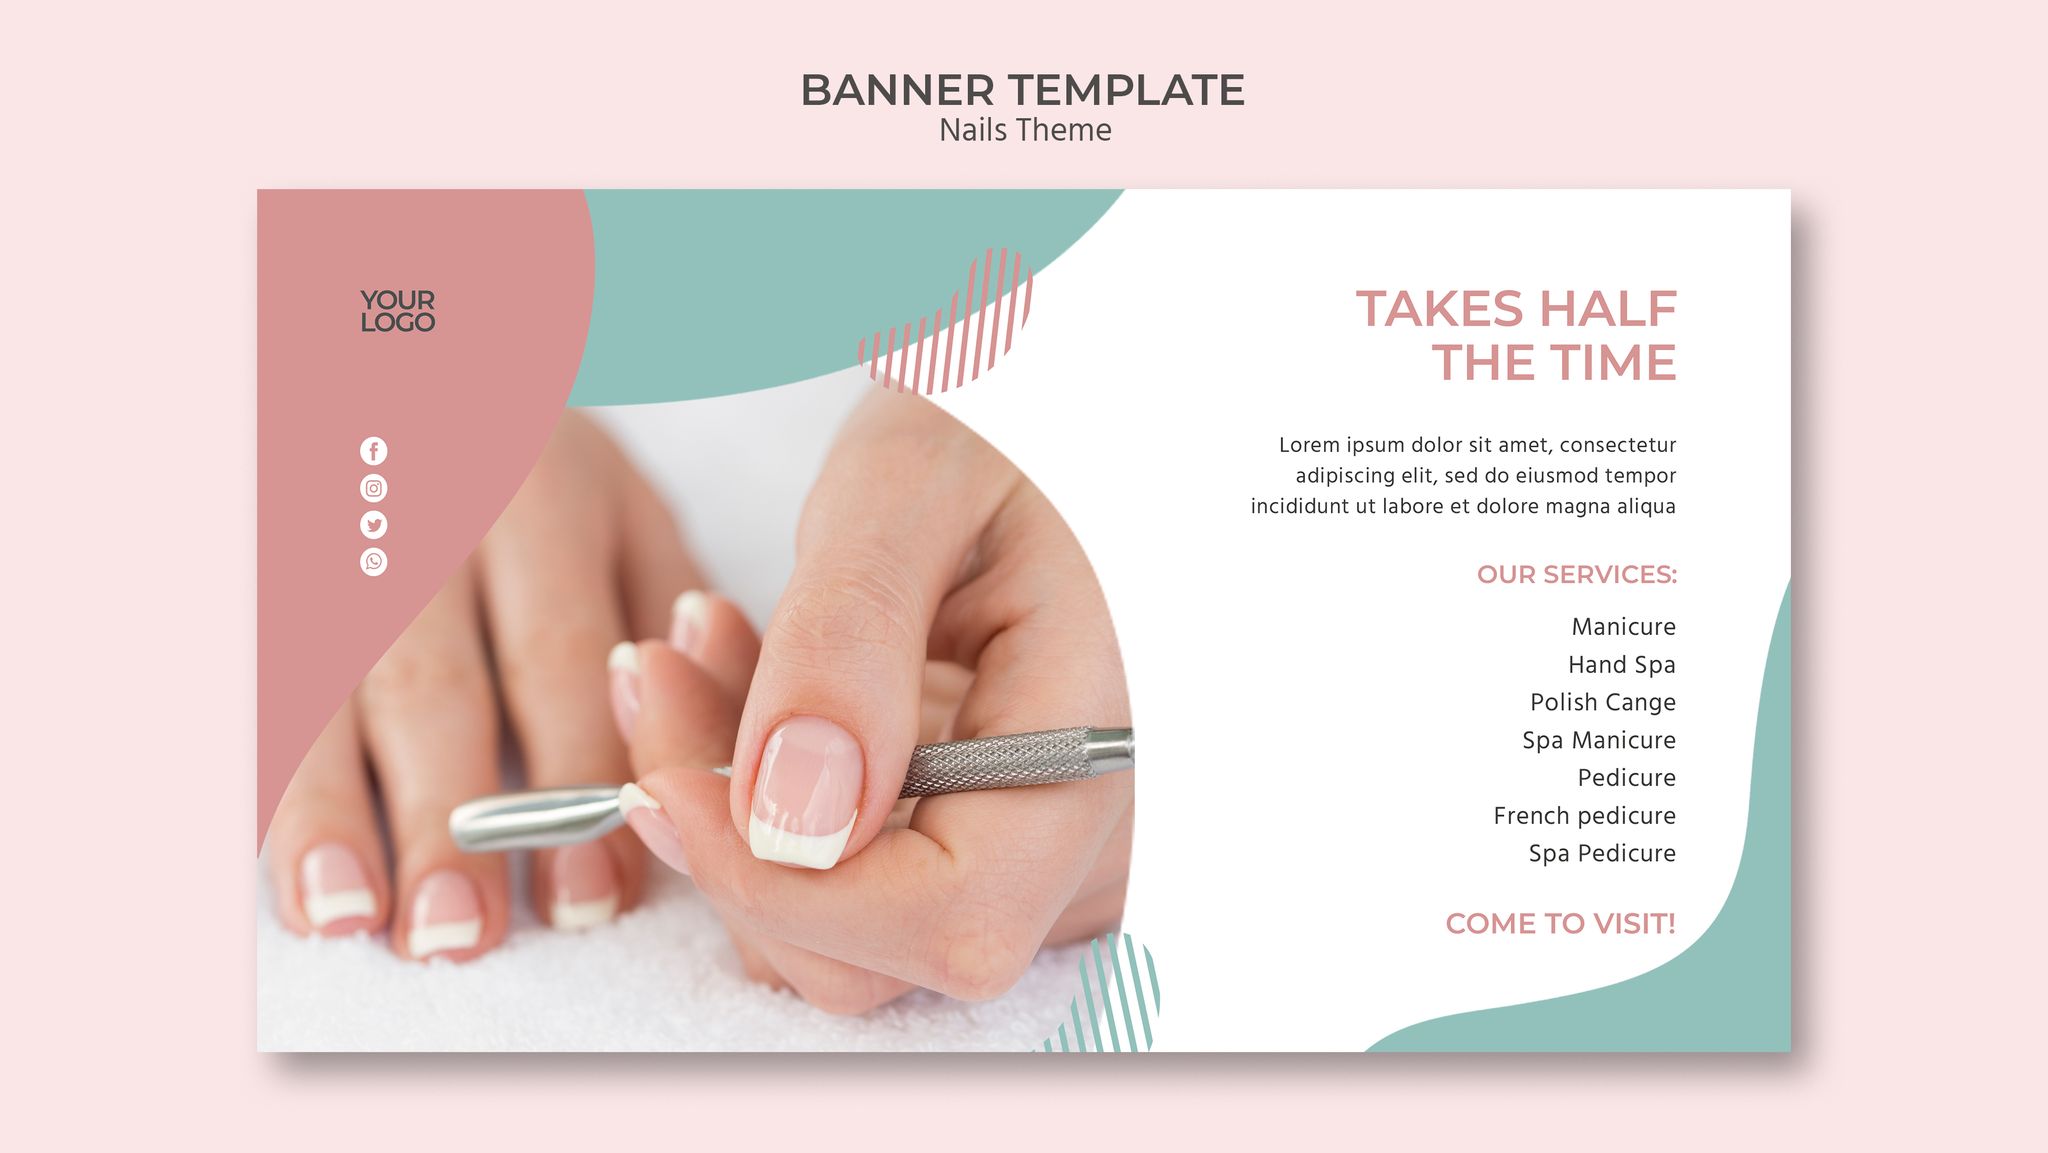 BANNER TEMPLATE
Nails Theme
YOUR
LOGO
TAKES HALF
THE TIME
Lorem ipsum dolor sit amet, consectetur
adipiscing elit, sed do eiusmod tempor
incididunt ut labore et dolore magna aliqua
OUR SERVICES:
Manicure
Hand Spa
Polish Cange
Spa Manicure
Pedicure
French pedicure
Spa Pedicure
COME TO VISIT!